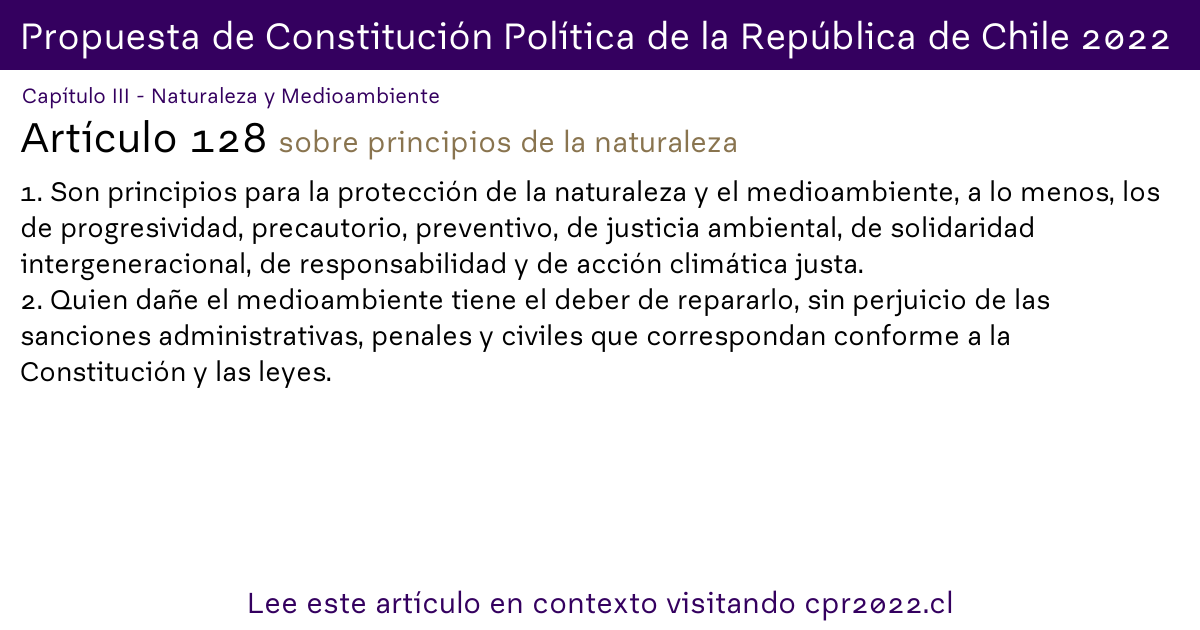 Propuesta de Constitución Política de la República de Chile 2022
Capítulo III - Naturaleza y Medioambiente
Artículo 128 sobre principios de la naturaleza
1. Son principios para la protección de la naturaleza y el medioambiente, a lo menos, los
de progresividad, precautorio, preventivo, de justicia ambiental, de solidaridad
intergeneracional, de responsabilidad y de acción climática justa.
2. Quien dañe el medioambiente tiene el deber de repararlo, sin perjuicio de las
sanciones administrativas, penales y civiles que correspondan conforme a la
Constitución y las leyes.
Lee este artículo en contexto visitando cpr2022.cl